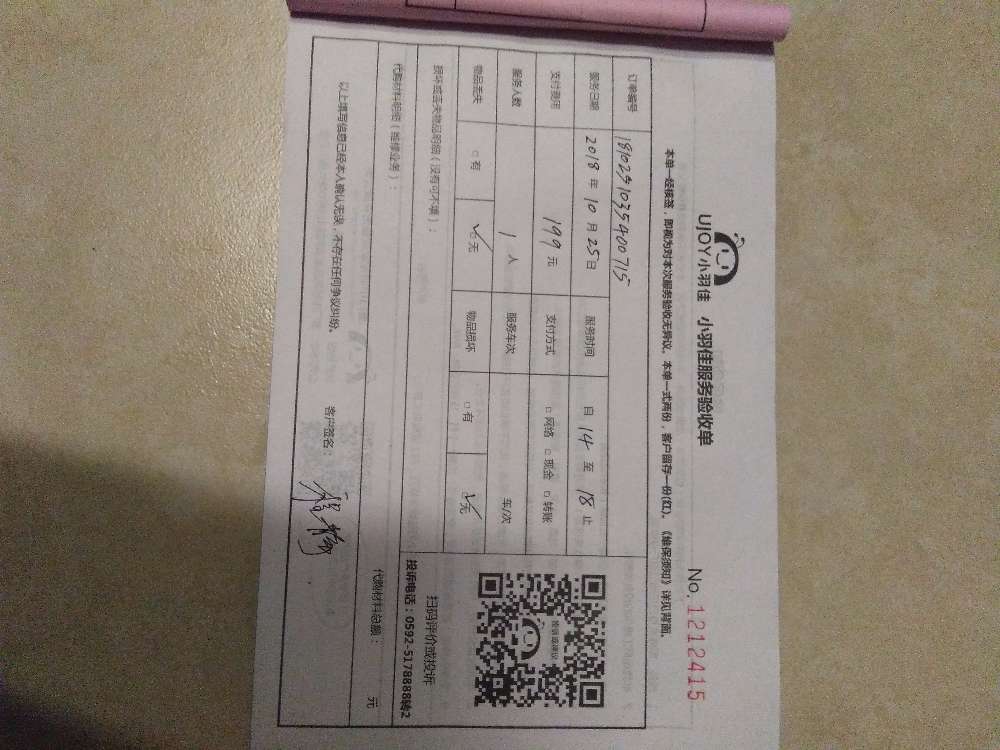 UJOY小羽佳 小羽佳服务验收单
No. 1212415
本单一经核签，即视为对本次服务验收无异议。本单一式两份，客户留存一份(红)。《维保须知》详见背面。
订单编号 1810251035400715
服务日期 2018 年 10 月 25 日 服务时间 自 14 至 18 止
支付费用 199 元 支付方式 □ 网络 □ 现金 □ 转账
服务人数 1 人 服务车次 车/次
物品丢失 □ 有 ☑ 无 物品损坏 □ 有 ☑ 无
损坏或丢失物品明细（没有可不填）：
扫码评价或投诉
投诉电话：0592-5178888转2
代购材料明细（维修业务）：
代购材料总额： 元
以上填写信息已经本人确认无误，不存在任何争议纠纷。 客户签名：